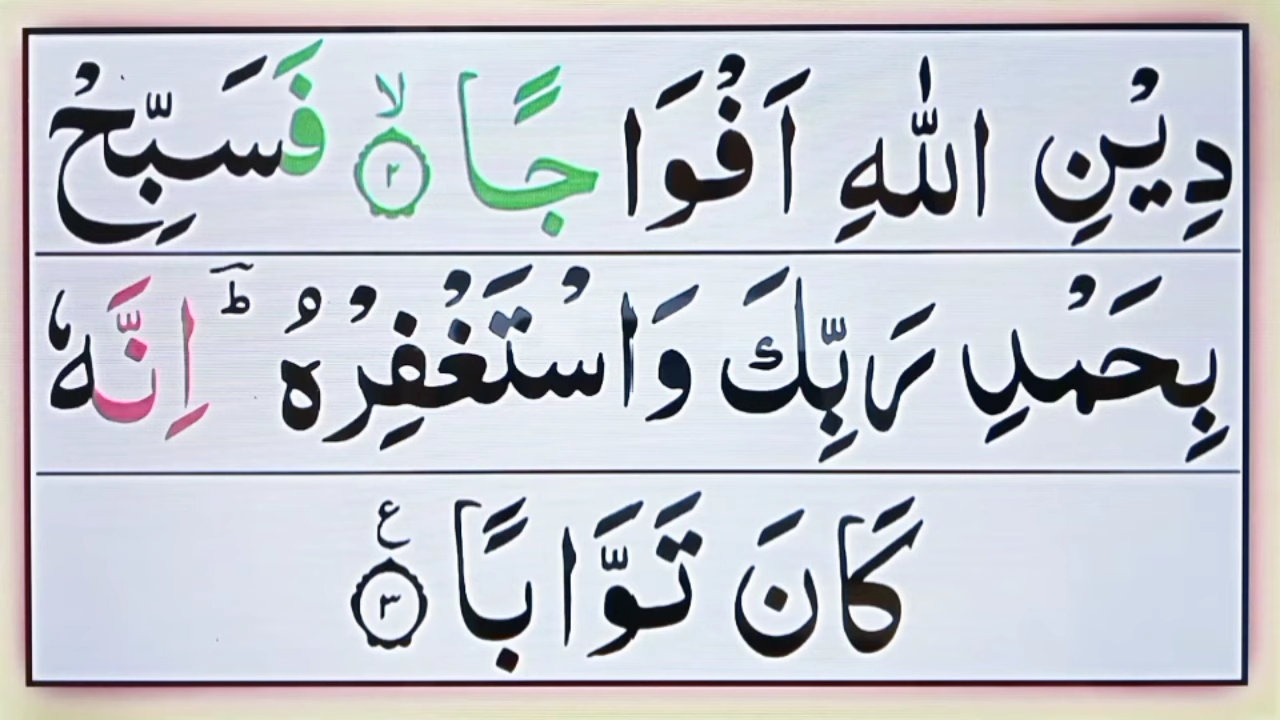 دِیْنِ اللّٰهِ اَفْوَاجًا ۙ﴿۲﴾ فَسَبِّحْ
بِحَمْدِ رَبِّكَ وَاسْتَغْفِرْهُ ؕ اِنَّهٗ
كَانَ تَوَّابًا ﴿۳﴾ ع